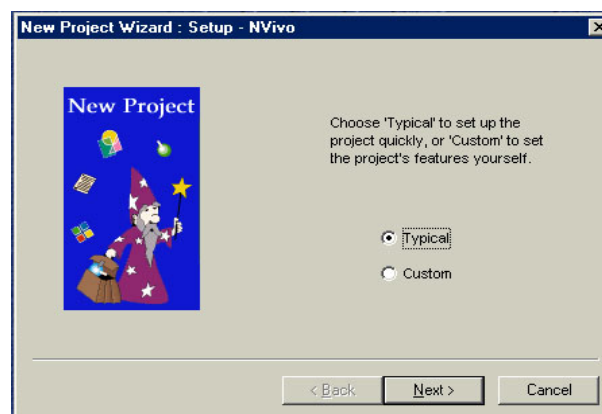 New Project Wizard : Setup - NVivo
New Project
Choose 'Typical' to set up the
project quickly, or 'Custom' to set
the project's features yourself.
Typical
Custom
< Back
Next >
Cancel